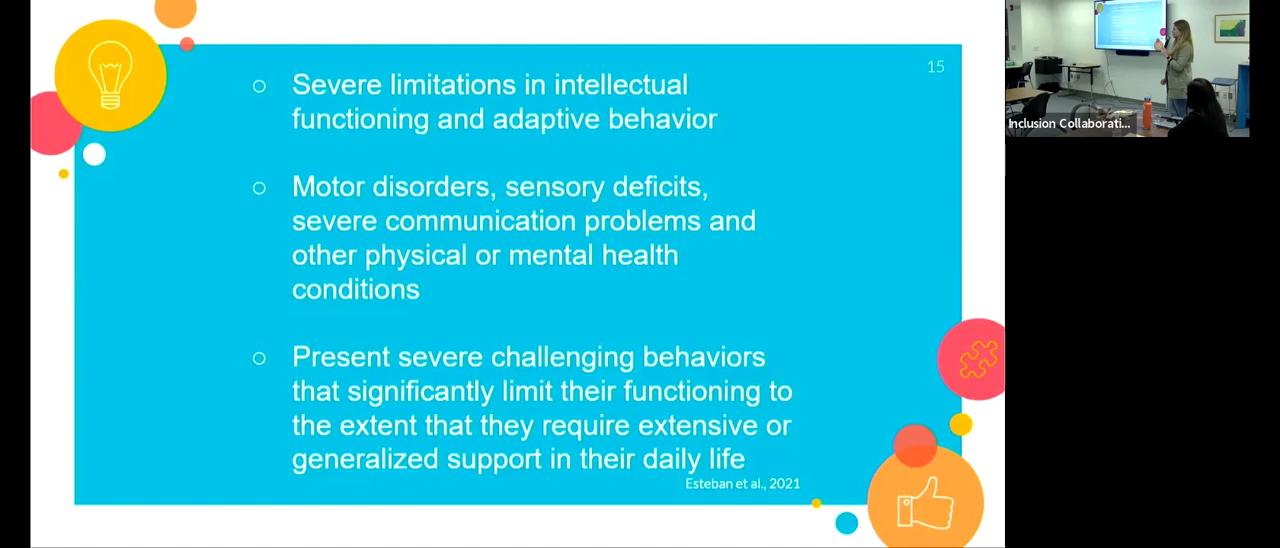 15
○ Severe limitations in intellectual
functioning and adaptive behavior
○ Motor disorders, sensory deficits,
severe communication problems and
other physical or mental health
conditions
○ Present severe challenging behaviors
that significantly limit their functioning to
the extent that they require extensive or
generalized support in their daily life
Esteban et al., 2021
Inclusion Collaborati...